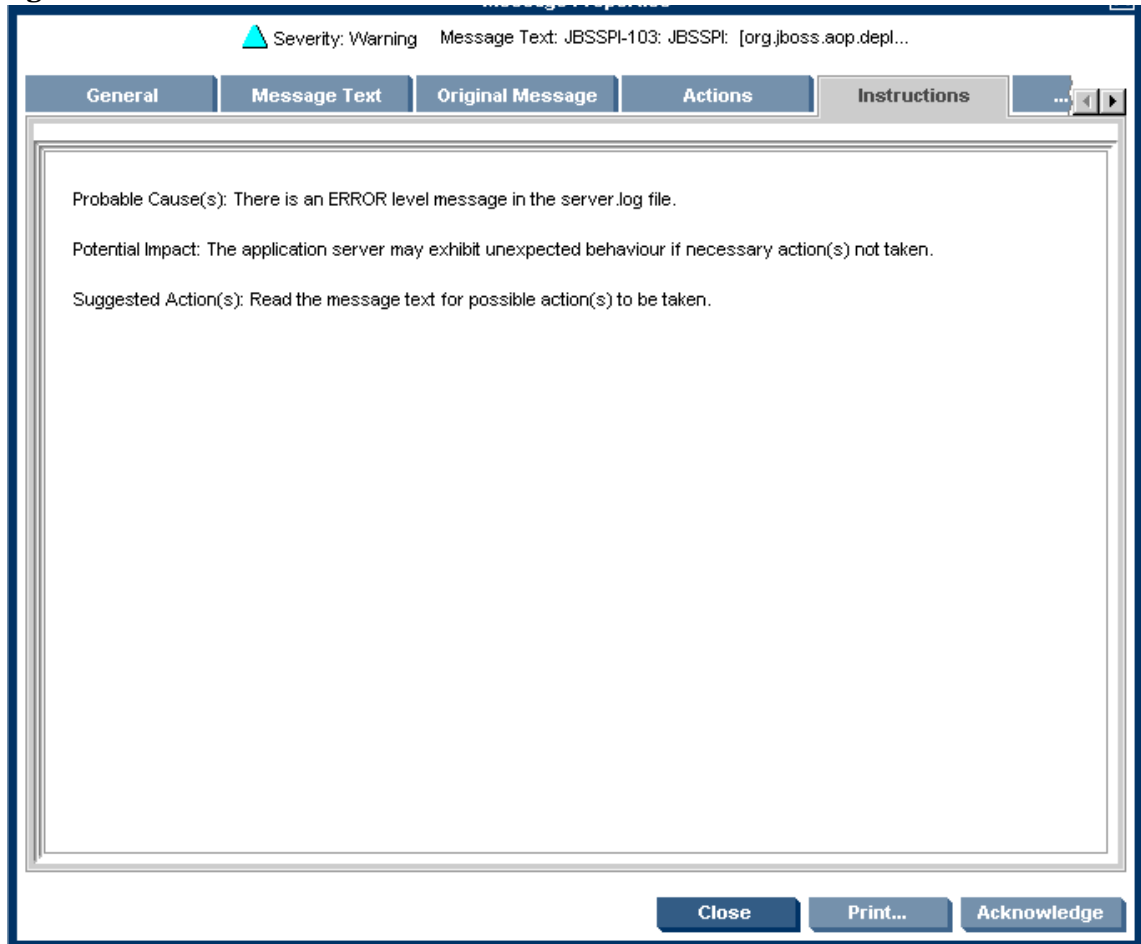 Message Properties
Severity: Warning Message Text: JBSSPI-103: JBSSPI: [org.jboss.aop.depl...
General Message Text Original Message Actions Instructions ...
Probable Cause(s): There is an ERROR level message in the server.log file.
Potential Impact: The application server may exhibit unexpected behaviour if necessary action(s) not taken.
Suggested Action(s): Read the message text for possible action(s) to be taken.
Close Print... Acknowledge